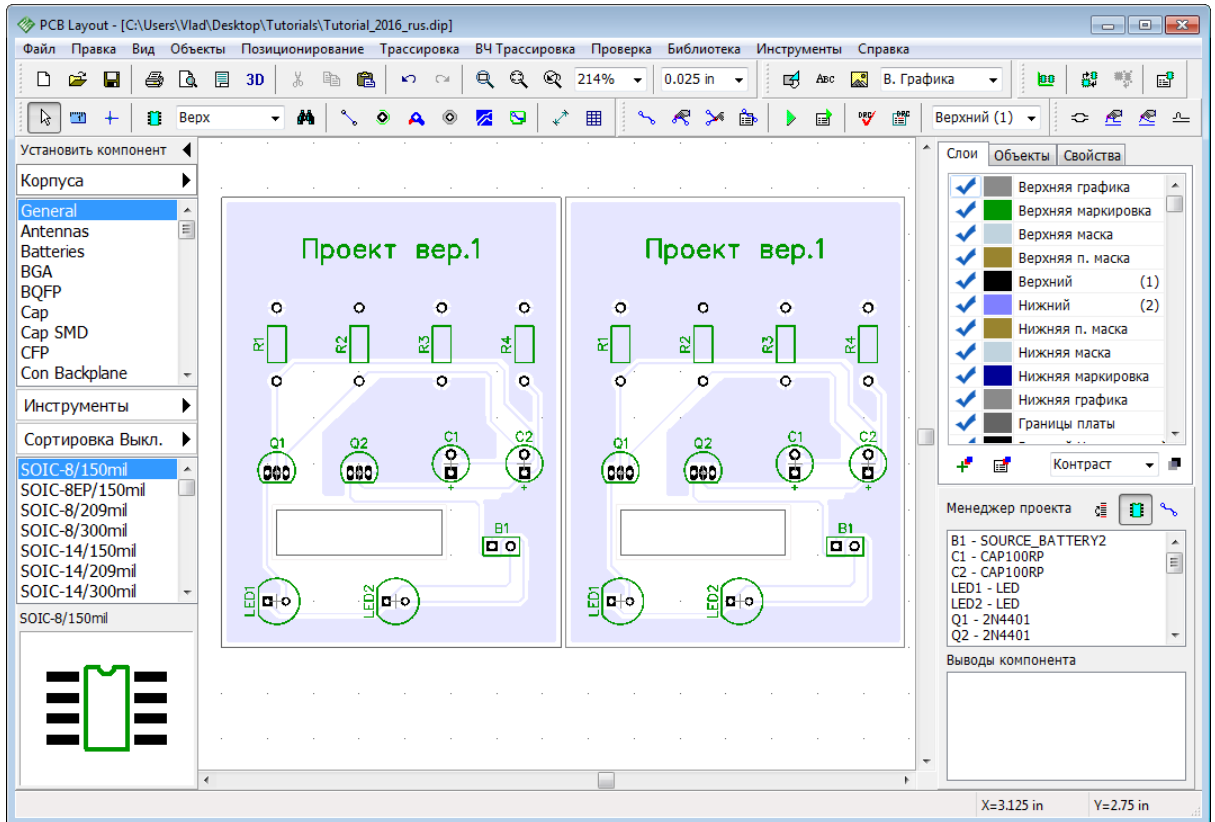 PCB Layout - [C:\Users\Vlad\Desktop\Tutorials\Tutorial_2016_rus.dip]
Файл Правка Вид Объекты Позиционирование Трассировка ВЧ Трассировка Проверка Библиотека Инструменты Справка
3D 214% 0.025 in ABC В. Графика
Верх DRC DRC Верхний (1)
Установить компонент
Корпуса
General
Antennas
Batteries
BGA
BQFP
Cap
Cap SMD
CFP
Con Backplane
Инструменты
Сортировка Выкл.
SOIC-8/150mil
SOIC-8EP/150mil
SOIC-8/209mil
SOIC-8/300mil
SOIC-14/150mil
SOIC-14/209mil
SOIC-14/300mil
SOIC-8/150mil
Проект вер.1 Проект вер.1
R1 R2 R3 R4 R1 R2 R3 R4
Q1 Q2 C1 C2 Q1 Q2 C1 C2
B1 B1
LED1 LED2 LED1 LED2
Слои Объекты Свойства
Верхняя графика
Верхняя маркировка
Верхняя маска
Верхняя п. маска
Верхний (1)
Нижний (2)
Нижняя п. маска
Нижняя маска
Нижняя маркировка
Нижняя графика
Границы платы
Контраст
Менеджер проекта
B1 - SOURCE_BATTERY2
C1 - CAP100RP
C2 - CAP100RP
LED1 - LED
LED2 - LED
Q1 - 2N4401
Q2 - 2N4401
Выводы компонента
X=3.125 in Y=2.75 in